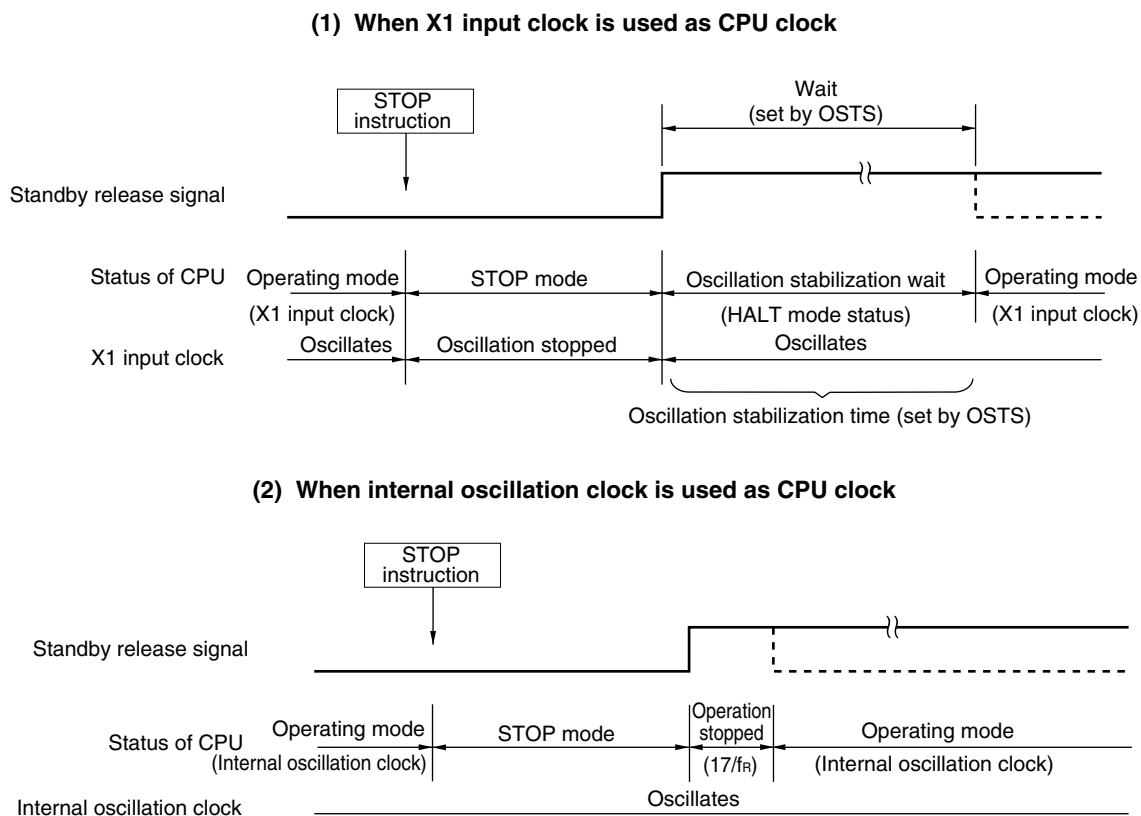 (1) When X1 input clock is used as CPU clock
STOP
instruction
Wait
(set by OSTS)
Standby release signal
Status of CPU
Operating mode
(X1 input clock)
STOP mode
Oscillation stabilization wait
(HALT mode status)
Operating mode
(X1 input clock)
X1 input clock
Oscillates
Oscillation stopped
Oscillates
Oscillation stabilization time (set by OSTS)
(2) When internal oscillation clock is used as CPU clock
STOP
instruction
Standby release signal
Status of CPU
Operating mode
(Internal oscillation clock)
STOP mode
Operation
stopped
(17/fR)
Operating mode
(Internal oscillation clock)
Internal oscillation clock
Oscillates